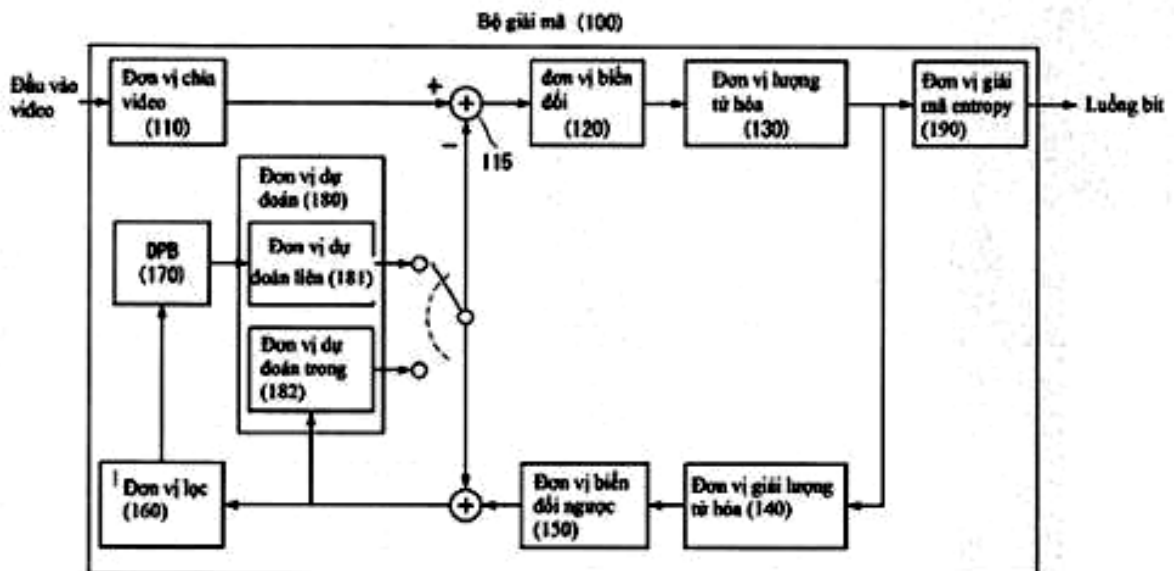 Bộ giải mã (100)
Đầu vào
video
Đơn vị chia
video
(110)
+
−
115
đơn vị biến
đổi
(120)
Đơn vị lượng
tử hóa
(130)
Đơn vị giải
mã entropy
(190)
Luồng bit
Đơn vị dự
đoán (180)
DPB
(170)
Đơn vị dự
đoán liên (181)
Đơn vị dự
đoán trong
(182)
Đơn vị lọc
(160)
Đơn vị biến
đổi ngược
(150)
Đơn vị giải lượng
tử hóa (140)